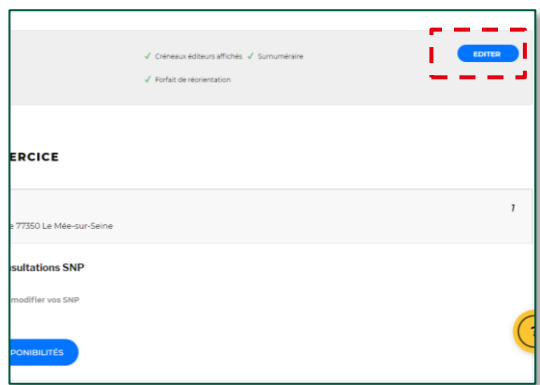 ✓ Créneaux éditeurs affichés ✓ Surnuméraire
EDITER
✓ Forfait de réorientation
ERCICE
1
e 77350 Le Mée-sur-Seine
sultations SNP
modifier vos SNP
PONIBILITÉS
?